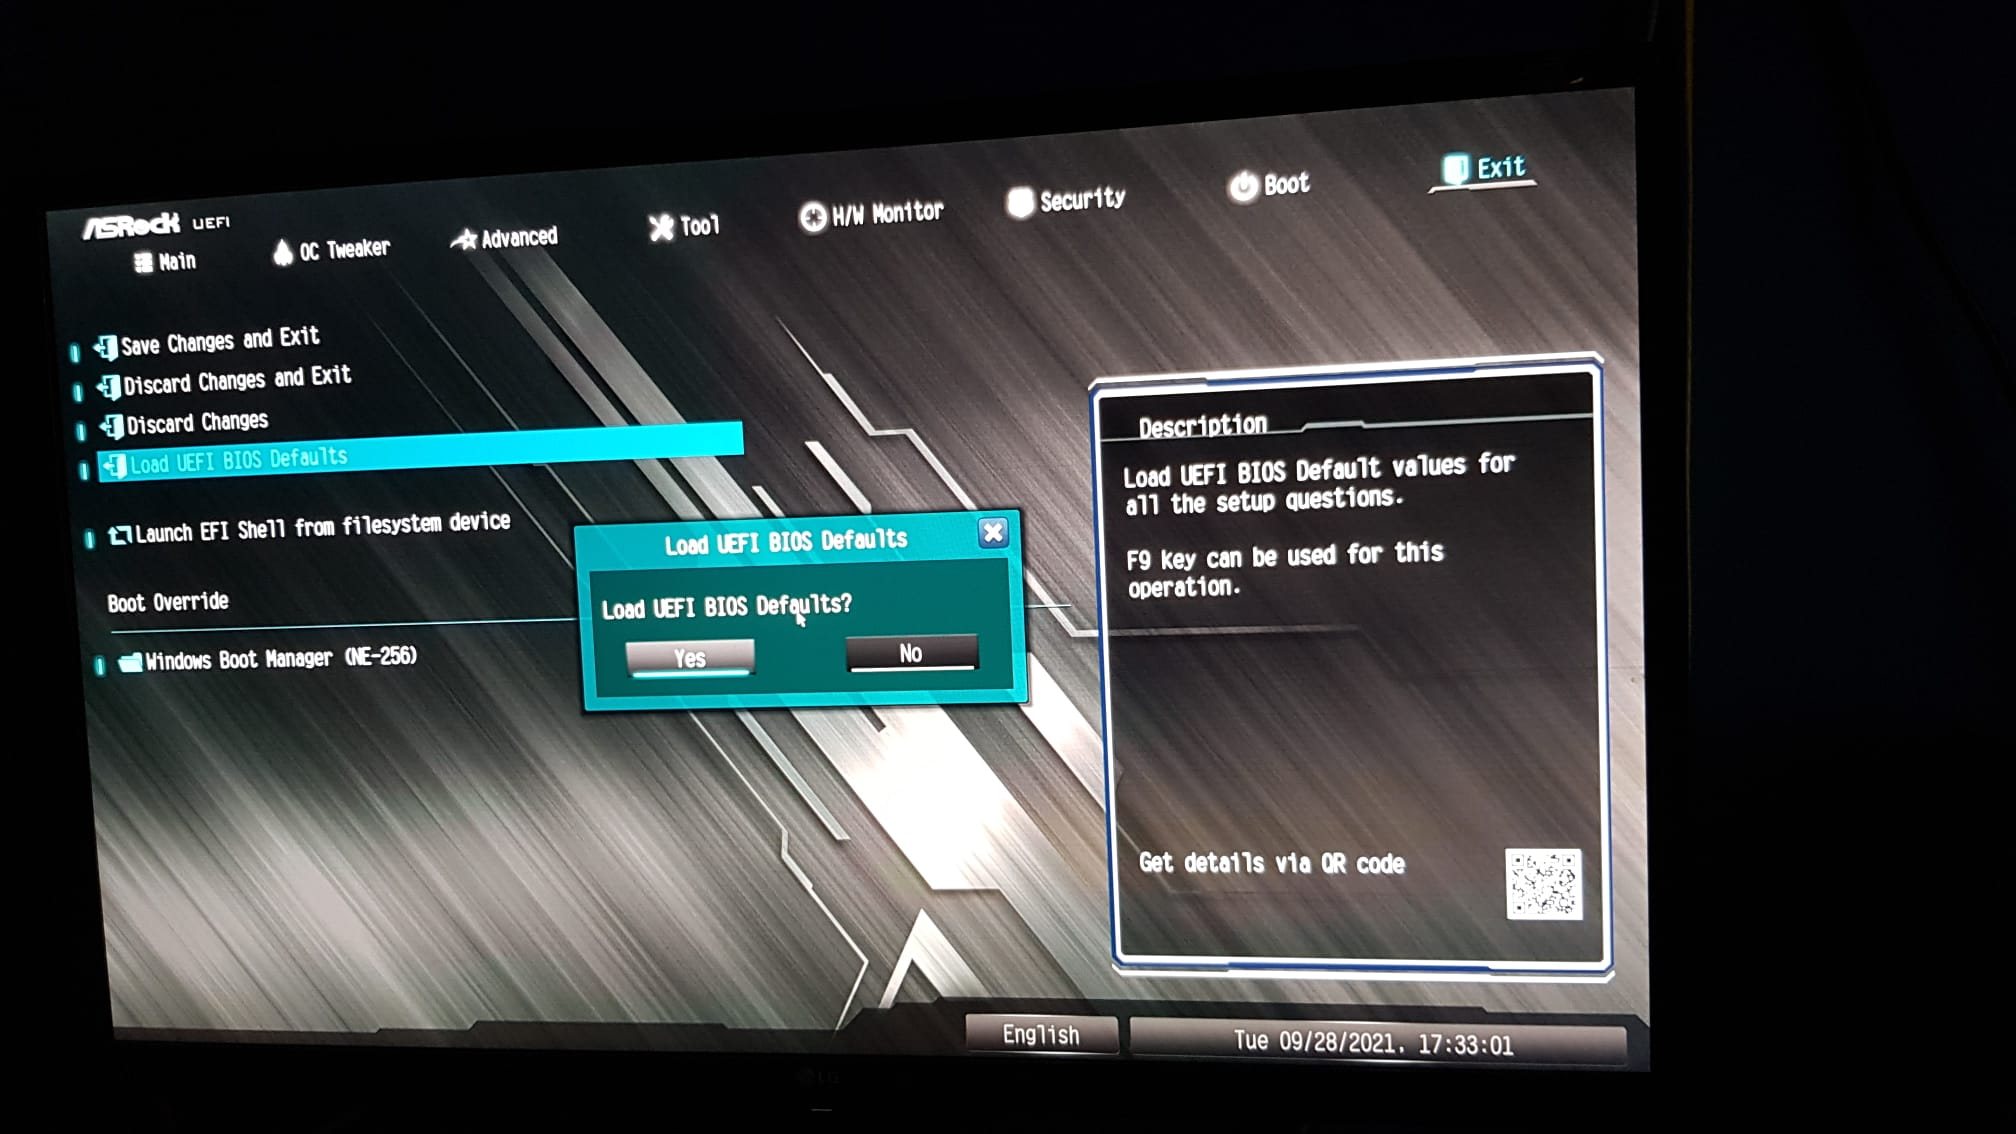 ASRock UEFI
Main
OC Tweaker
Advanced
Tool
H/W Monitor
Security
Boot
Exit
Save Changes and Exit
Discard Changes and Exit
Discard Changes
Load UEFI BIOS Defaults
Launch EFI Shell from filesystem device
Boot Override
Windows Boot Manager (NE-256)
Load UEFI BIOS Defaults
Load UEFI BIOS Defaults?
Yes
No
Description
Load UEFI BIOS Default values for
all the setup questions.
F9 key can be used for this
operation.
Get details via QR code
English
Tue 09/28/2021, 17:33:01
LG